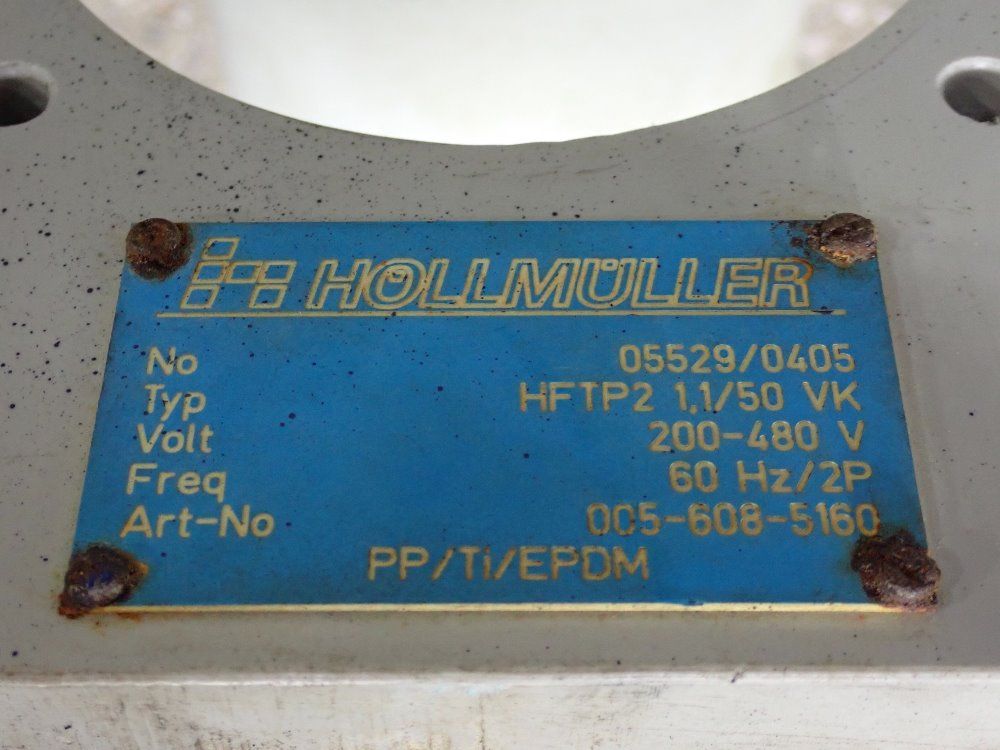 HÖLLMÜLLER
No 05529/0405
Typ HFTP2 1,1/50 VK
Volt 200-480 V
Freq 60 Hz/2P
Art-No 005-608-5160
PP/Ti/EPDM